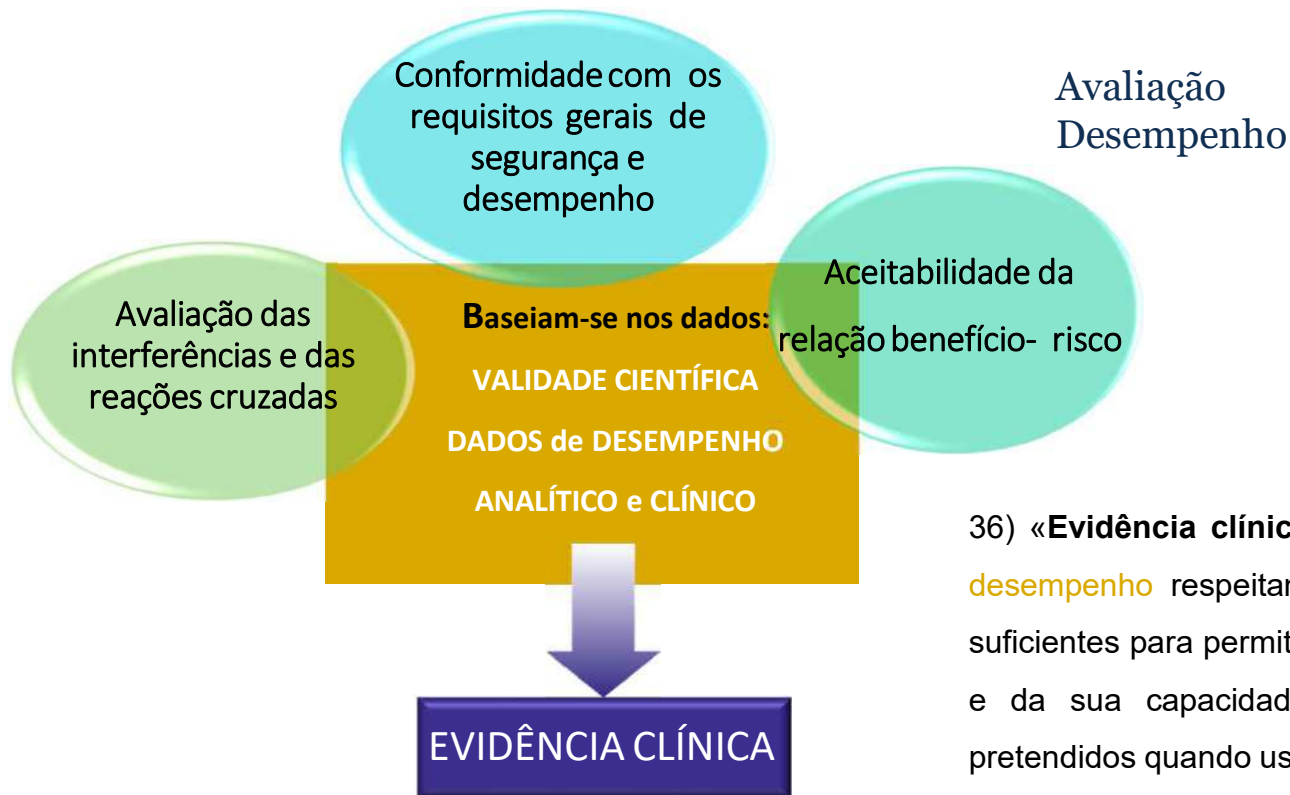 Avaliação
Desempenho
Conformidade com os
requisitos gerais de
segurança e
desempenho
Avaliação das
interferências e das
reações cruzadas
Aceitabilidade da
relação benefício- risco
Baseiam-se nos dados:
VALIDADE CIENTÍFICA
DADOS de DESEMPENHO
ANALÍTICO e CLÍNICO
EVIDÊNCIA CLÍNICA
36) «Evidência clínic
desempenho respeitar
suficientes para permit
e da sua capacidad
pretendidos quando us